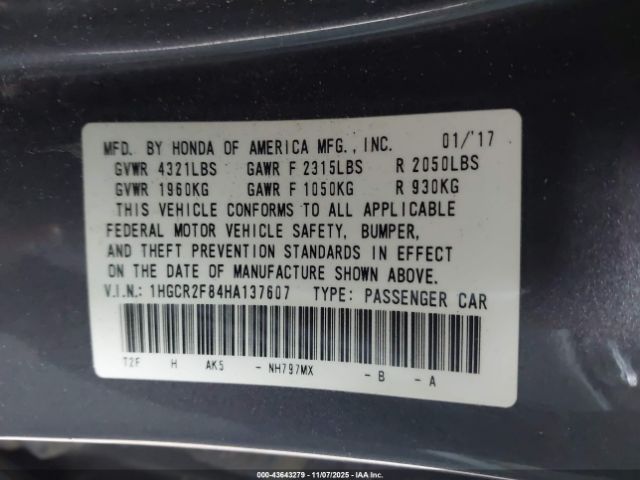 MFD. BY HONDA OF AMERICA MFG., INC. 01/'17
GVWR 4321LBS GAWR F 2315LBS R 2050LBS
GVWR 1960KG GAWR F 1050KG R 930KG
THIS VEHICLE CONFORMS TO ALL APPLICABLE
FEDERAL MOTOR VEHICLE SAFETY, BUMPER,
AND THEFT PREVENTION STANDARDS IN EFFECT
ON THE DATE OF MANUFACTURE SHOWN ABOVE.
V.I.N.: 1HGCR2F84HA137607 TYPE: PASSENGER CAR
T2F H AK5 - NH797MX - B - A
000-43643279 - 11/07/2025 - IAAI.com